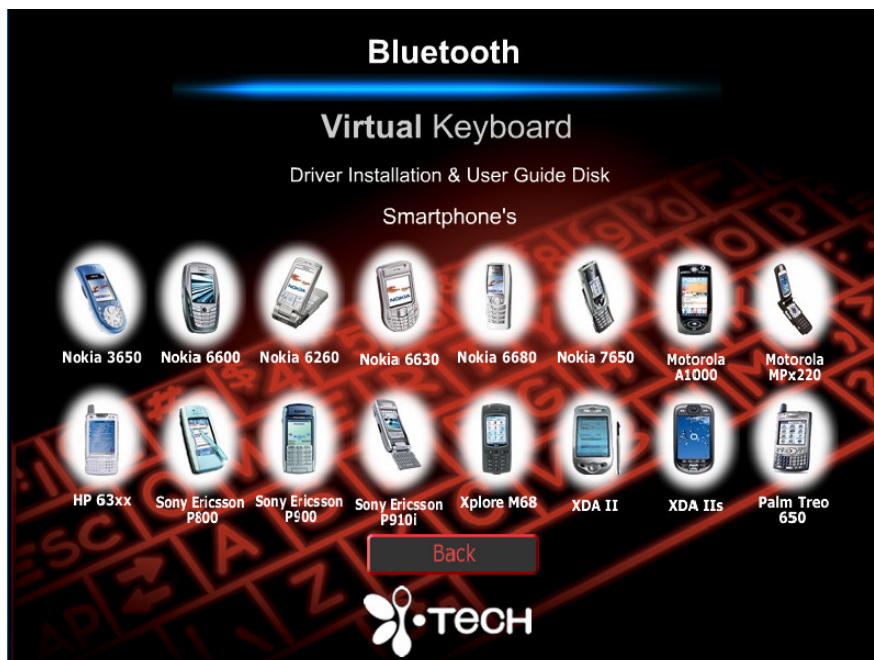 Bluetooth
Virtual Keyboard
Driver Installation & User Guide Disk
Smartphone's
Nokia 3650 Nokia 6600 Nokia 6260 Nokia 6630 Nokia 6680 Nokia 7650 Motorola A1000 Motorola MPx220
HP 63xx Sony Ericsson P800 Sony Ericsson P900 Sony Ericsson P910i Xplore M68 XDA II XDA IIs Palm Treo 650
Back
i.TECH